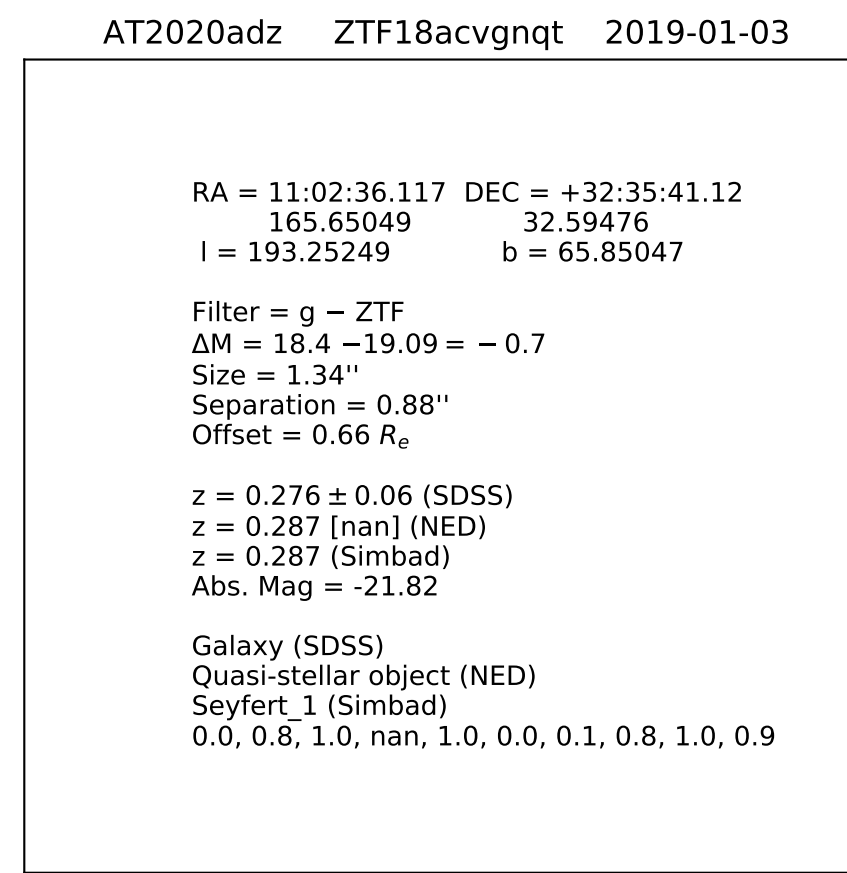 AT2020adz ZTF18acvgnqt 2019-01-03
RA = 11:02:36.117 DEC = +32:35:41.12
165.65049 32.59476
l = 193.25249 b = 65.85047
Filter = g − ZTF
ΔM = 18.4 −19.09 = − 0.7
Size = 1.34''
Separation = 0.88''
Offset = 0.66 Rₑ
z = 0.276 ± 0.06 (SDSS)
z = 0.287 [nan] (NED)
z = 0.287 (Simbad)
Abs. Mag = -21.82
Galaxy (SDSS)
Quasi-stellar object (NED)
Seyfert_1 (Simbad)
0.0, 0.8, 1.0, nan, 1.0, 0.0, 0.1, 0.8, 1.0, 0.9